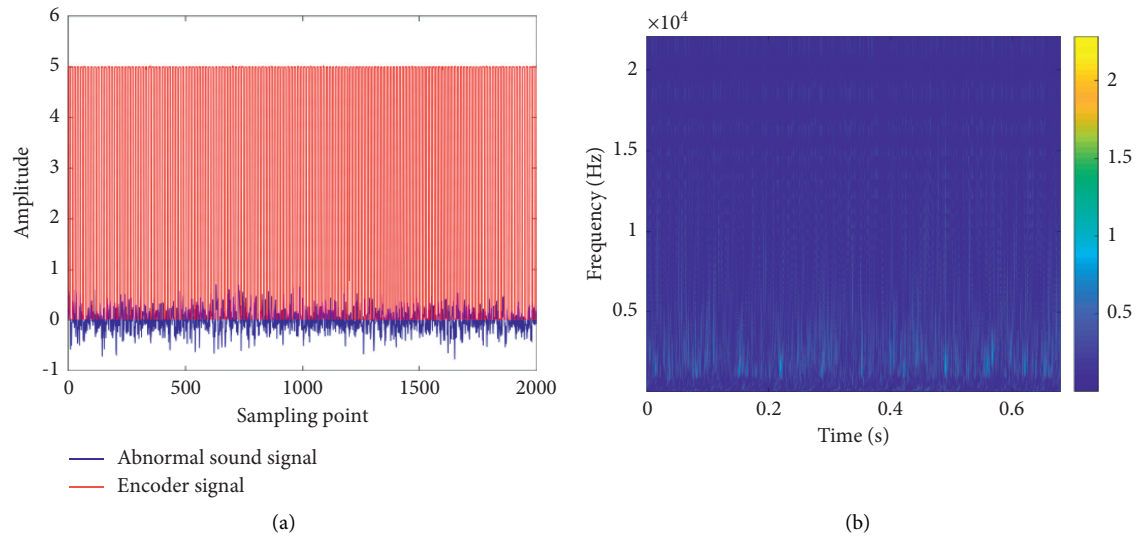 6
5
4
3
2
1
0
-1
Amplitude
0 500 1000 1500 2000
Sampling point
Abnormal sound signal
Encoder signal
(a)
×10⁴
2
1.5
1
0.5
Frequency (Hz)
0 0.2 0.4 0.6
Time (s)
2
1.5
1
0.5
(b)